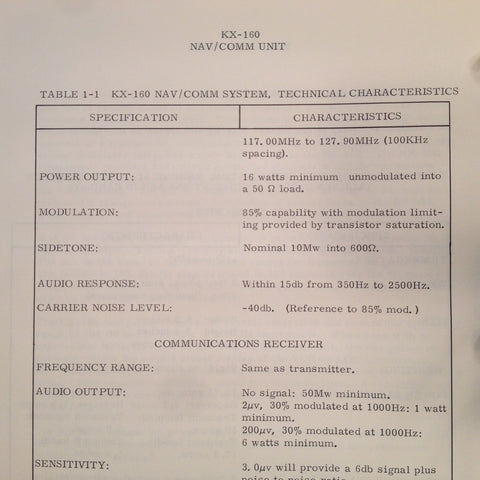 KX-160
NAV/COMM UNIT
TABLE 1-1 KX-160 NAV/COMM SYSTEM, TECHNICAL CHARACTERISTICS
SPECIFICATION CHARACTERISTICS
117.00MHz to 127.90MHz (100KHz
spacing).
POWER OUTPUT: 16 watts minimum unmodulated into
a 50 Ω load.
MODULATION: 85% capability with modulation limit-
ing provided by transistor saturation.
SIDETONE: Nominal 10Mw into 600Ω.
AUDIO RESPONSE: Within 15db from 350Hz to 2500Hz.
CARRIER NOISE LEVEL: -40db. (Reference to 85% mod.)
COMMUNICATIONS RECEIVER
FREQUENCY RANGE: Same as transmitter.
AUDIO OUTPUT: No signal: 50Mw minimum.
2μv, 30% modulated at 1000Hz: 1 watt
minimum.
200μv, 30% modulated at 1000Hz:
6 watts minimum.
SENSITIVITY: 3.0μv will provide a 6db signal plus
noise to noise ratio